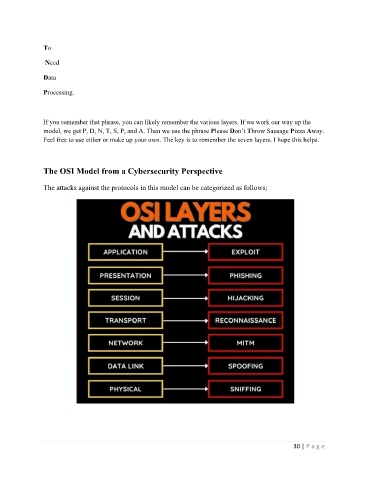 To
Need
Data
Processing.
If you remember that phrase, you can likely remember the various layers. If we work our way up the
model, we get P, D, N, T, S, P, and A. Then we use the phrase Please Don't Throw Sausage Pizza Away.
Feel free to use either or make up your own. The key is to remember the seven layers. I hope this helps.
The OSI Model from a Cybersecurity Perspective
The attacks against the protocols in this model can be categorized as follows;
OSI LAYERS
AND ATTACKS
APPLICATION EXPLOIT
PRESENTATION PHISHING
SESSION HIJACKING
TRANSPORT RECONNAISSANCE
NETWORK MITM
DATA LINK SPOOFING
PHYSICAL SNIFFING
30 | Page